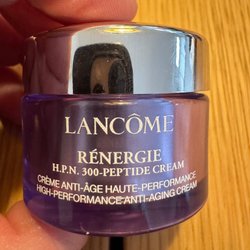 LANCÔME
RÉNERGIE
H.P.N. 300-PEPTIDE CREAM
CRÈME ANTI-ÂGE HAUTE-PERFORMANCE
HIGH-PERFORMANCE ANTI-AGING CREAM